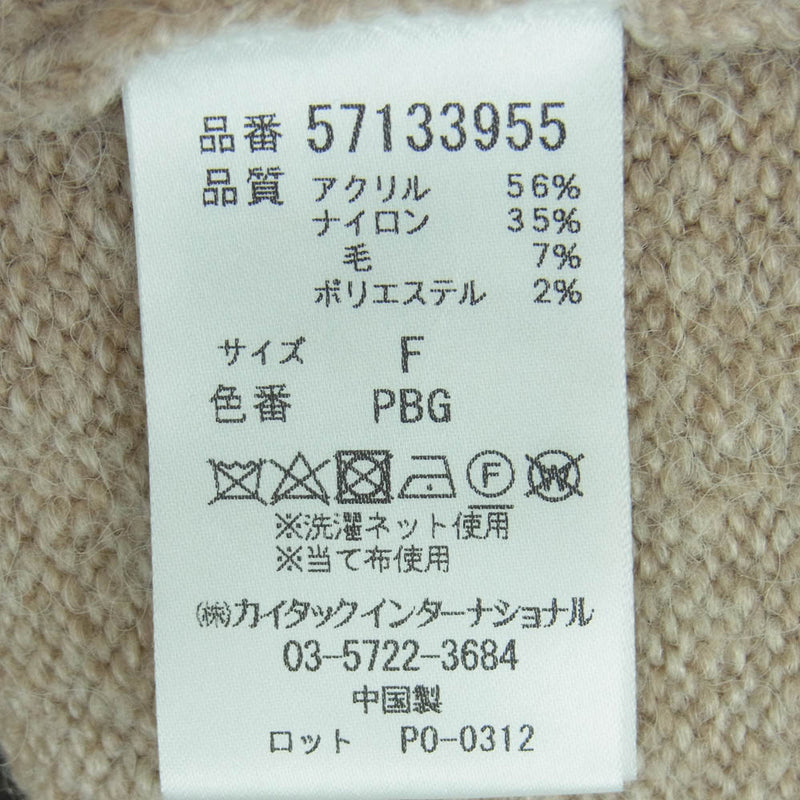 品番 57133955
品質 アクリル 56%
ナイロン 35%
毛 7%
ポリエステル 2%
サイズ F
色番 PBG
F W
※洗濯ネット使用
※当て布使用
㈱カイタックインターナショナル
03-5722-3684
中国製
ロット PO-0312